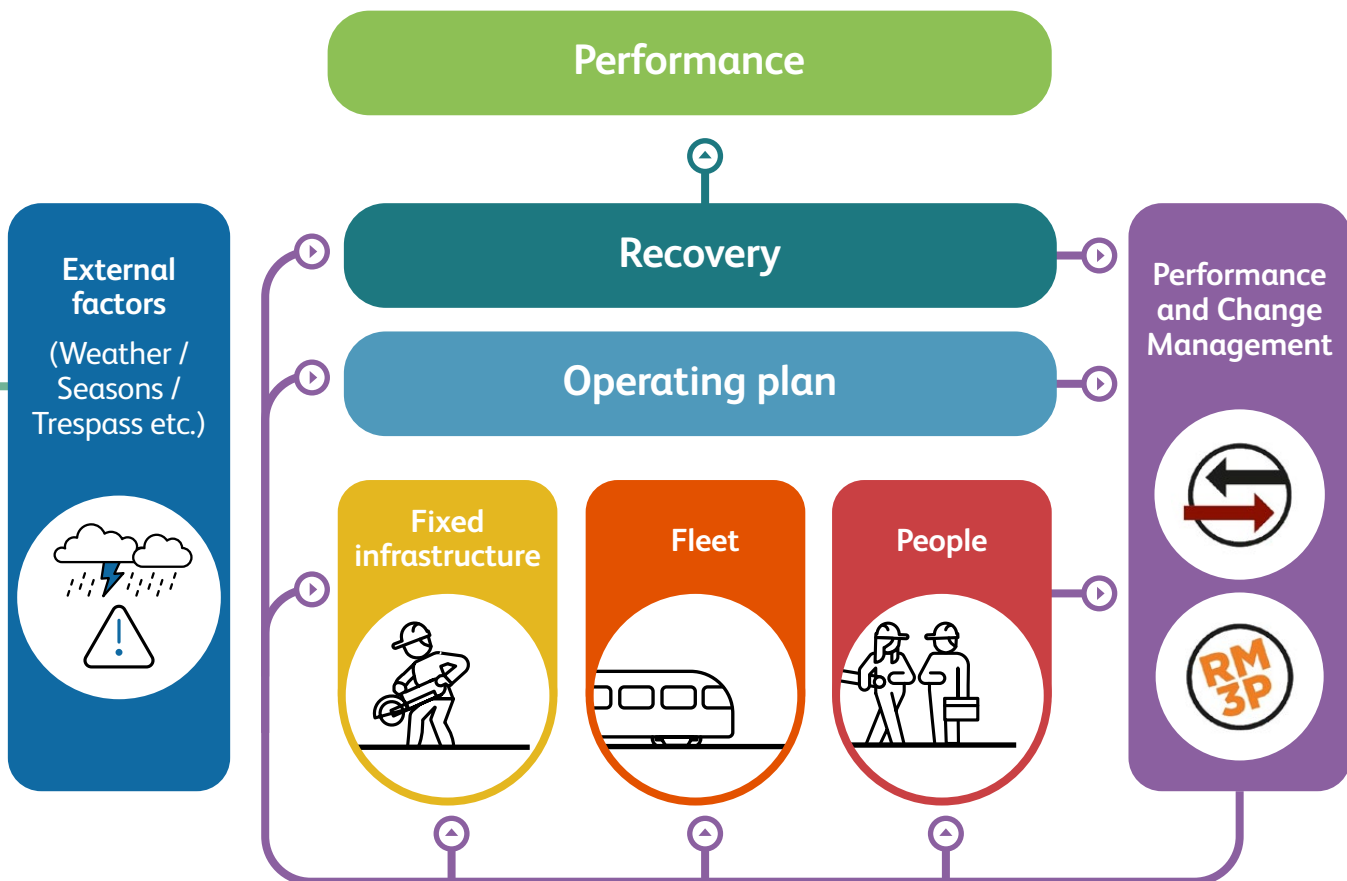 Performance
Recovery
Operating plan
External
factors
(Weather /
Seasons /
Trespass etc.)
Fixed
infrastructure
Fleet
People
Performance
and Change
Management
RM
3P